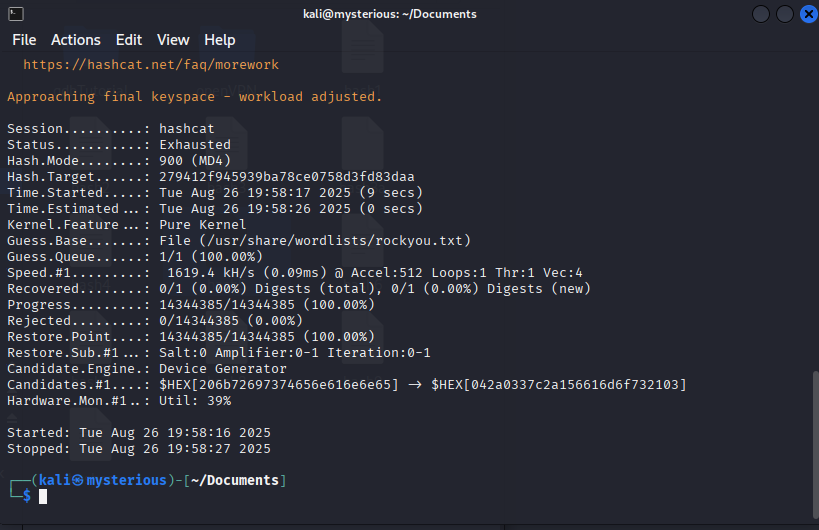 kali@mysterious: ~/Documents
File Actions Edit View Help
https://hashcat.net/faq/morework
Approaching final keyspace - workload adjusted.
Session..........: hashcat
Status...........: Exhausted
Hash.Mode........: 900 (MD4)
Hash.Target......: 279412f945939ba78ce0758d3fd83daa
Time.Started.....: Tue Aug 26 19:58:17 2025 (9 secs)
Time.Estimated...: Tue Aug 26 19:58:26 2025 (0 secs)
Kernel.Feature...: Pure Kernel
Guess.Base.......: File (/usr/share/wordlists/rockyou.txt)
Guess.Queue......: 1/1 (100.00%)
Speed.#1.........:  1619.4 kH/s (0.09ms) @ Accel:512 Loops:1 Thr:1 Vec:4
Recovered........: 0/1 (0.00%) Digests (total), 0/1 (0.00%) Digests (new)
Progress.........: 14344385/14344385 (100.00%)
Rejected.........: 0/14344385 (0.00%)
Restore.Point....: 14344385/14344385 (100.00%)
Restore.Sub.#1...: Salt:0 Amplifier:0-1 Iteration:0-1
Candidate.Engine.: Device Generator
Candidates.#1....: $HEX[206b72697374656e616e6e65] -> $HEX[042a0337c2a156616d6f732103]
Hardware.Mon.#1..: Util: 39%
Started: Tue Aug 26 19:58:16 2025
Stopped: Tue Aug 26 19:58:27 2025
┌──(kali㉿mysterious)-[~/Documents]
└─$